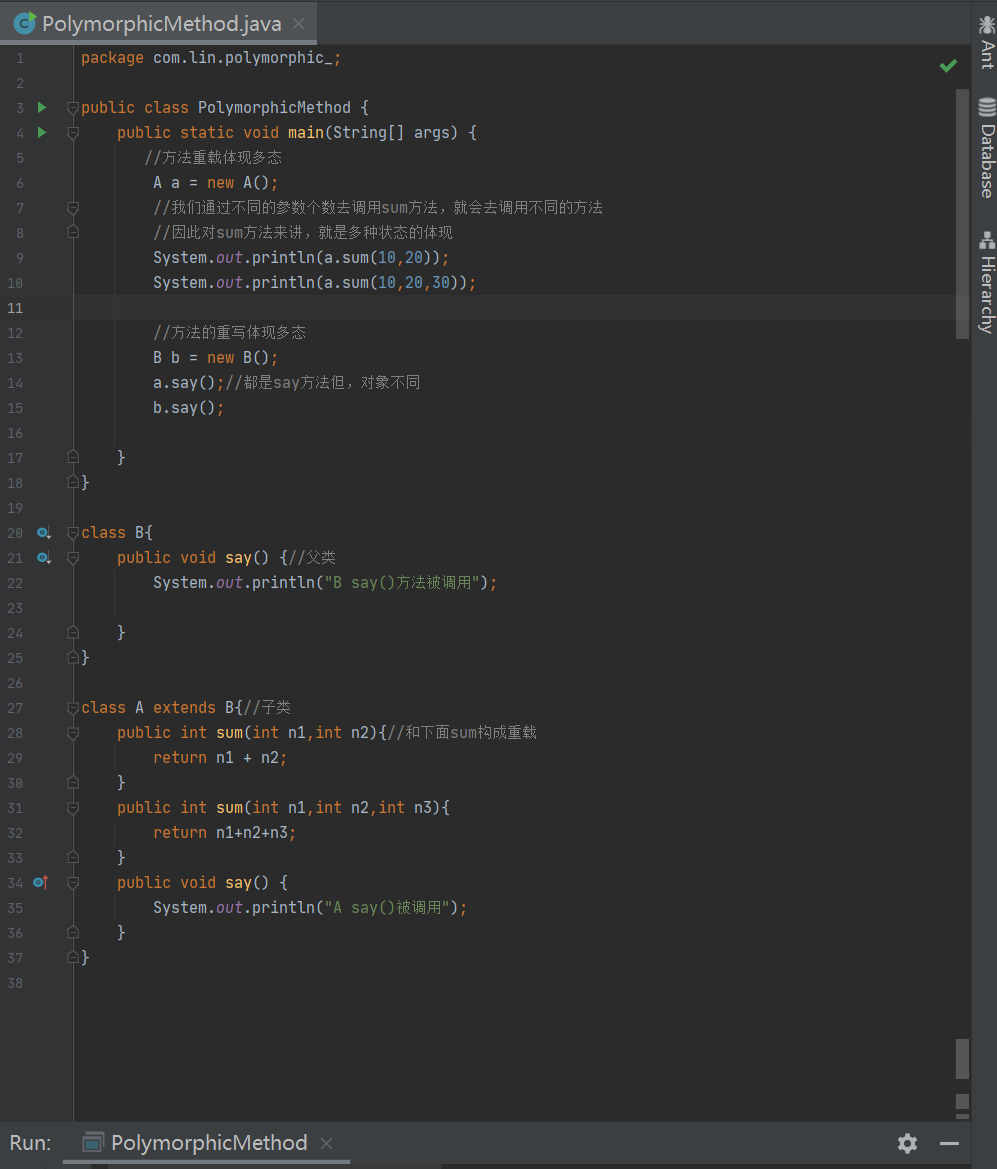 PolymorphicMethod.java
1 package com.lin.polymorphic_;
2
3 public class PolymorphicMethod {
4 public static void main(String[] args) {
5 //方法重载体现多态
6 A a = new A();
7 //我们通过不同的参数个数去调用sum方法，就会去调用不同的方法
8 //因此对sum方法来讲，就是多种状态的体现
9 System.out.println(a.sum(10,20));
10 System.out.println(a.sum(10,20,30));
11
12 //方法的重写体现多态
13 B b = new B();
14 a.say();//都是say方法但，对象不同
15 b.say();
16
17 }
18 }
19
20 class B{
21 public void say() {//父类
22 System.out.println("B say()方法被调用");
23
24 }
25 }
26
27 class A extends B{//子类
28 public int sum(int n1,int n2){//和下面sum构成重载
29 return n1 + n2;
30 }
31 public int sum(int n1,int n2,int n3){
32 return n1+n2+n3;
33 }
34 public void say() {
35 System.out.println("A say()被调用");
36 }
37 }
38
Ant
Database
Hierarchy
Run: PolymorphicMethod